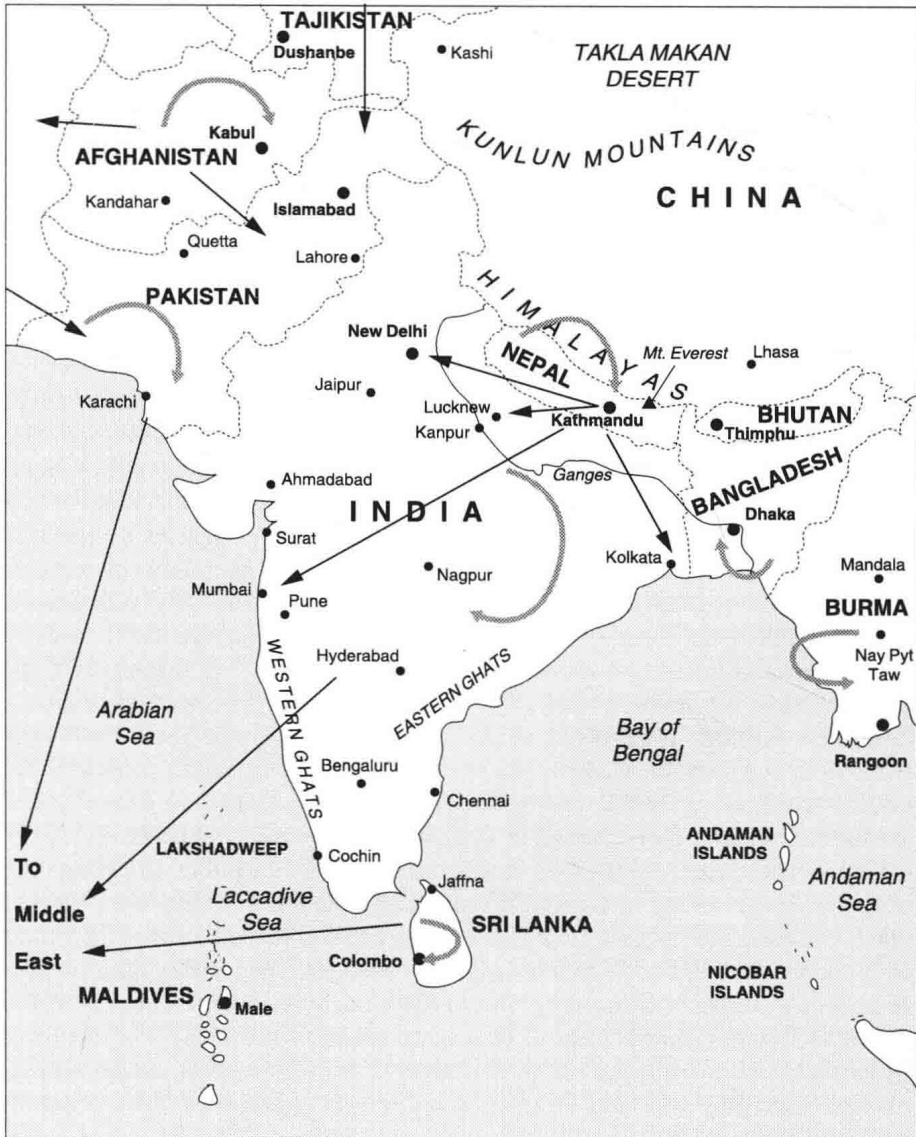 TAJIKISTAN
Dushanbe
Kashi
TAKLA MAKAN
DESERT
KUNLUN MOUNTAINS
Kabul
AFGHANISTAN
CHINA
Kandahar
Islamabad
Quetta
Lahore
PAKISTAN
HIMALAYAS
New Delhi
NEPAL
Mt. Everest
Lhasa
Jaipur
Karachi
Lucknow
Kathmandu
BHUTAN
Kanpur
Thimphu
Ganges
BANGLADESH
Ahmadabad
INDIA
Dhaka
Surat
Kolkata
Nagpur
Mandala
Mumbai
Pune
BURMA
WESTERN GHATS
Hyderabad
EASTERN GHATS
Nay Pyt
Taw
Arabian
Sea
Bay of
Bengal
Rangoon
Bengaluru
Chennai
LAKSHADWEEP
Cochin
ANDAMAN
ISLANDS
To
Middle
East
Jaffna
Andaman
Sea
Laccadive
Sea
SRI LANKA
Colombo
NICOBAR
ISLANDS
MALDIVES
Male